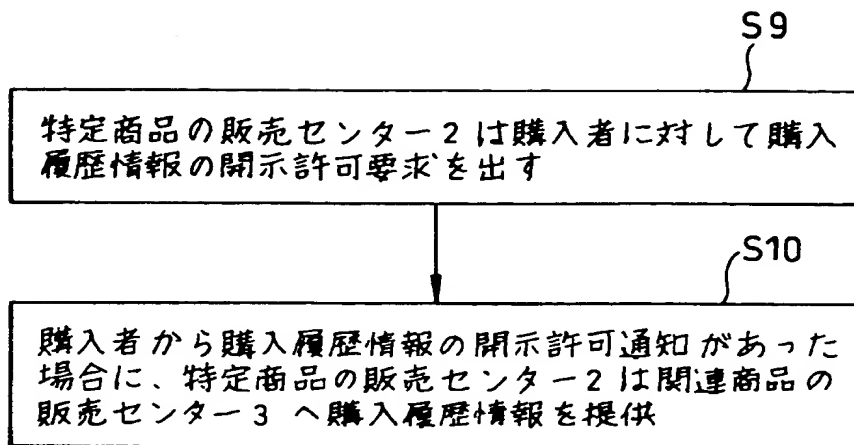 S9
特定商品の販売センター2は購入者に対して購入
履歴情報の開示許可要求を出す
S10
購入者から購入履歴情報の開示許可通知があった
場合に、特定商品の販売センター2は関連商品の
販売センター3へ購入履歴情報を提供